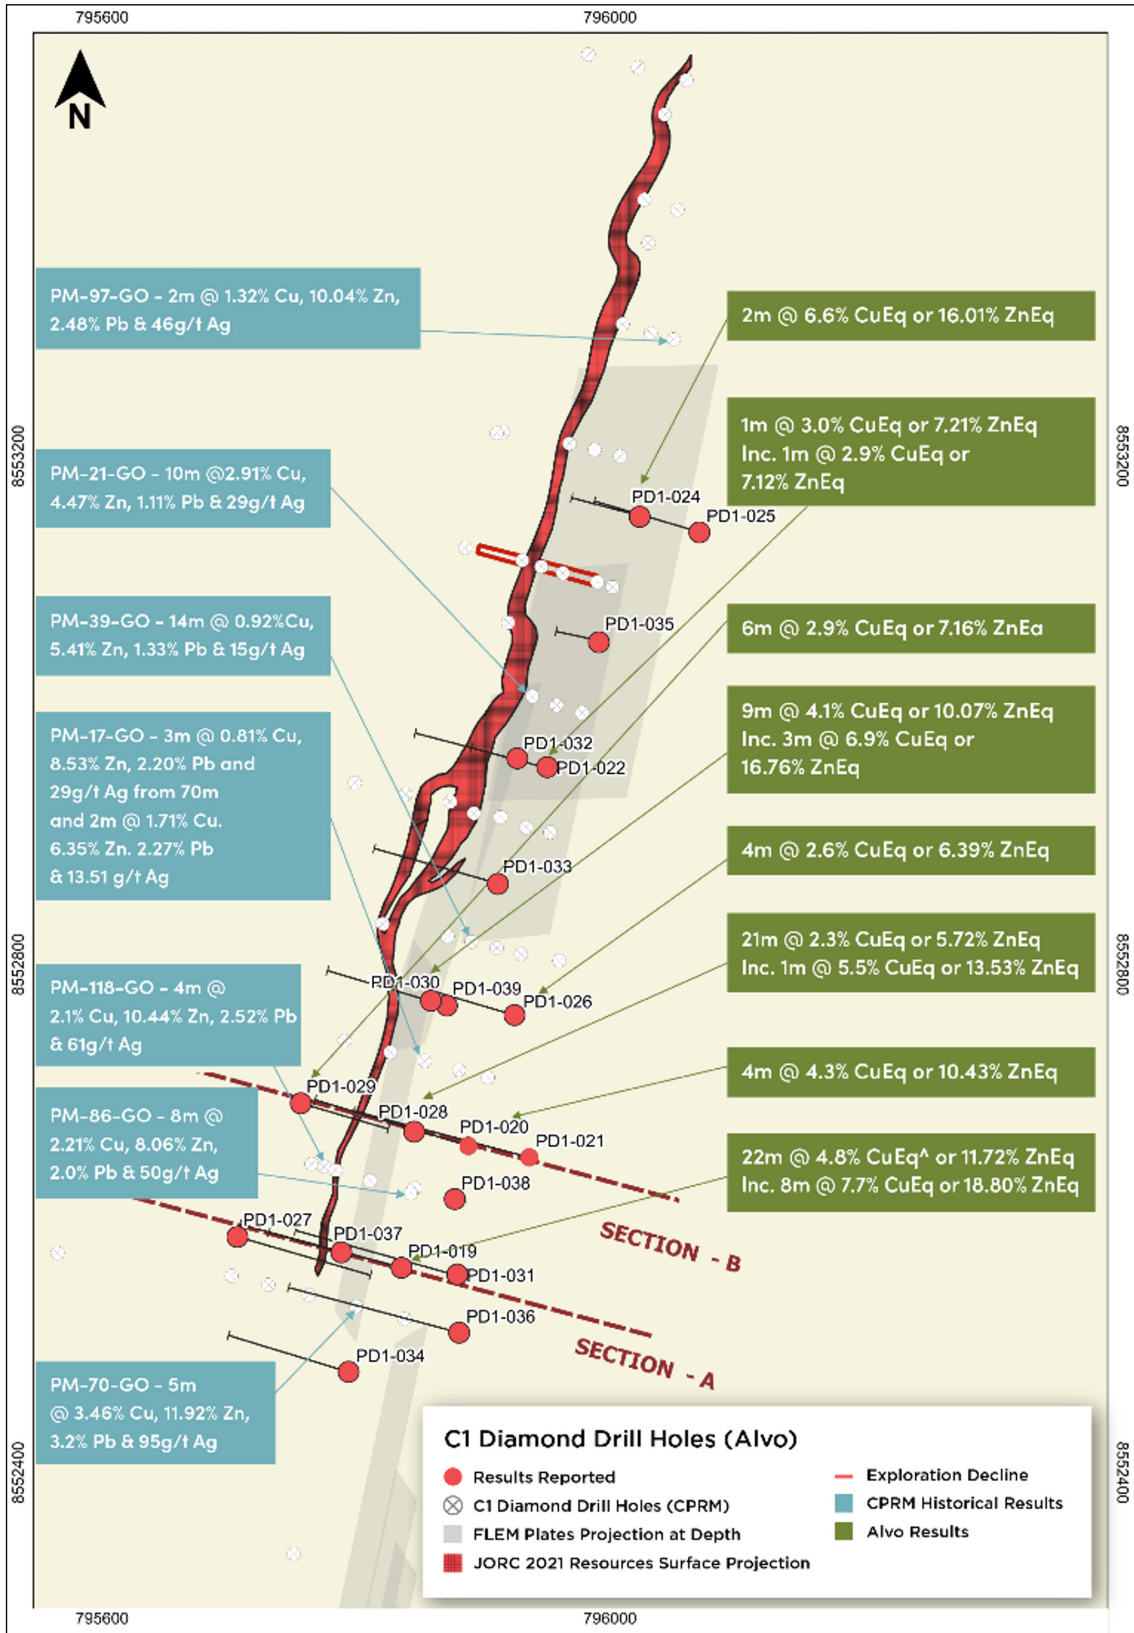 795600
796000
N
PM-97-GO - 2m @ 1.32% Cu, 10.04% Zn,
2.48% Pb & 46g/t Ag
2m @ 6.6% CuEq or 16.01% ZnEq
1m @ 3.0% CuEq or 7.21% ZnEq
Inc. 1m @ 2.9% CuEq or
7.12% ZnEq
8553200
8553200
PM-21-GO - 10m @2.91% Cu,
4.47% Zn, 1.11% Pb & 29g/t Ag
PD1-024
PD1-025
PM-39-GO - 14m @ 0.92%Cu,
5.41% Zn, 1.33% Pb & 15g/t Ag
PD1-035
6m @ 2.9% CuEq or 7.16% ZnEa
9m @ 4.1% CuEq or 10.07% ZnEq
Inc. 3m @ 6.9% CuEq or
16.76% ZnEq
PM-17-GO - 3m @ 0.81% Cu,
8.53% Zn, 2.20% Pb and
29g/t Ag from 70m
and 2m @ 1.71% Cu.
6.35% Zn. 2.27% Pb
& 13.51 g/t Ag
PD1-032
PD1-022
PD1-033
4m @ 2.6% CuEq or 6.39% ZnEq
21m @ 2.3% CuEq or 5.72% ZnEq
Inc. 1m @ 5.5% CuEq or 13.53% ZnEq
8552800
8552800
PM-118-GO - 4m @
2.1% Cu, 10.44% Zn, 2.52% Pb
& 61g/t Ag
PD1-030
PD1-039
PD1-026
4m @ 4.3% CuEq or 10.43% ZnEq
PD1-029
PD1-028
PD1-020
PD1-021
PM-86-GO - 8m @
2.21% Cu, 8.06% Zn,
2.0% Pb & 50g/t Ag
22m @ 4.8% CuEq^ or 11.72% ZnEq
Inc. 8m @ 7.7% CuEq or 18.80% ZnEq
PD1-038
PD1-027
PD1-037
PD1-019
PD1-031
SECTION - B
PD1-036
PD1-034
SECTION - A
PM-70-GO - 5m
@ 3.46% Cu, 11.92% Zn,
3.2% Pb & 95g/t Ag
8552400
8552400
C1 Diamond Drill Holes (Alvo)
Results Reported
C1 Diamond Drill Holes (CPRM)
FLEM Plates Projection at Depth
JORC 2021 Resources Surface Projection
Exploration Decline
CPRM Historical Results
Alvo Results
795600
796000